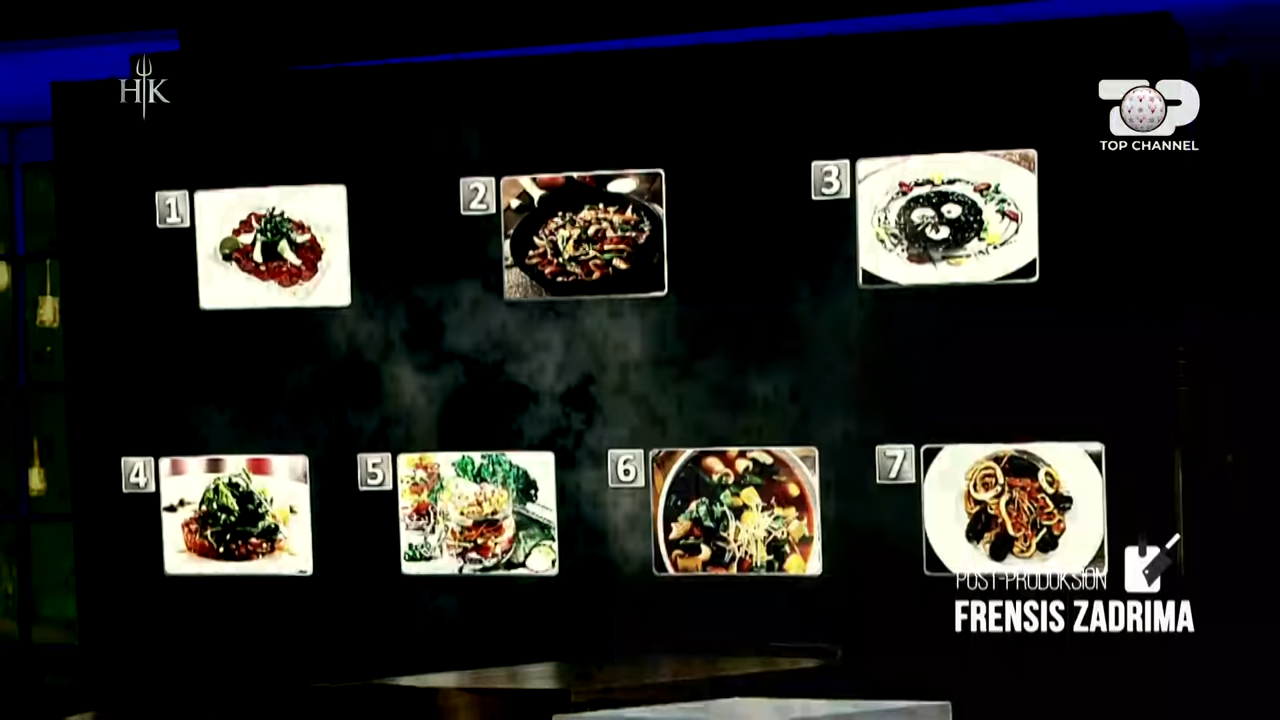 HK
TOP CHANNEL
1
2
3
4
5
6
7
POST-PRODUKSION
FRENSIS ZADRIMA